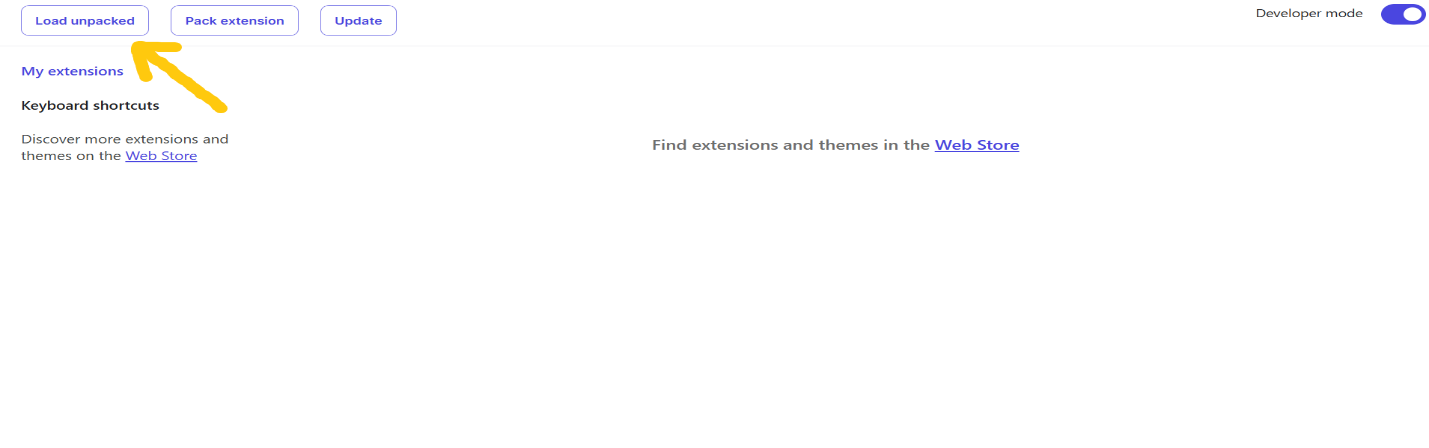 Load unpacked
Pack extension
Update
Developer mode
My extensions
Keyboard shortcuts
Discover more extensions and
themes on the Web Store
Find extensions and themes in the Web Store